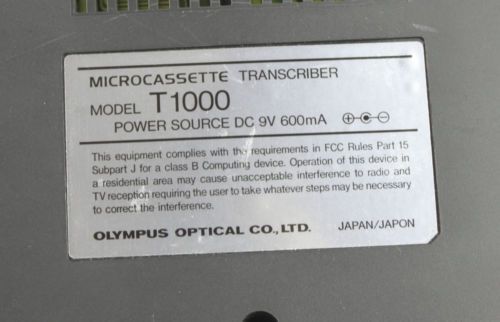 MICROCASSETTE TRANSCRIBER
MODEL T1000
POWER SOURCE DC 9V 600mA
This equipment complies with the requirements in FCC Rules Part 15
Subpart J for a class B Computing device. Operation of this device in
a residential area may cause unacceptable interference to radio and
TV reception requiring the user to take whatever steps may be necessary
to correct the interference.
OLYMPUS OPTICAL CO., LTD. JAPAN/JAPON